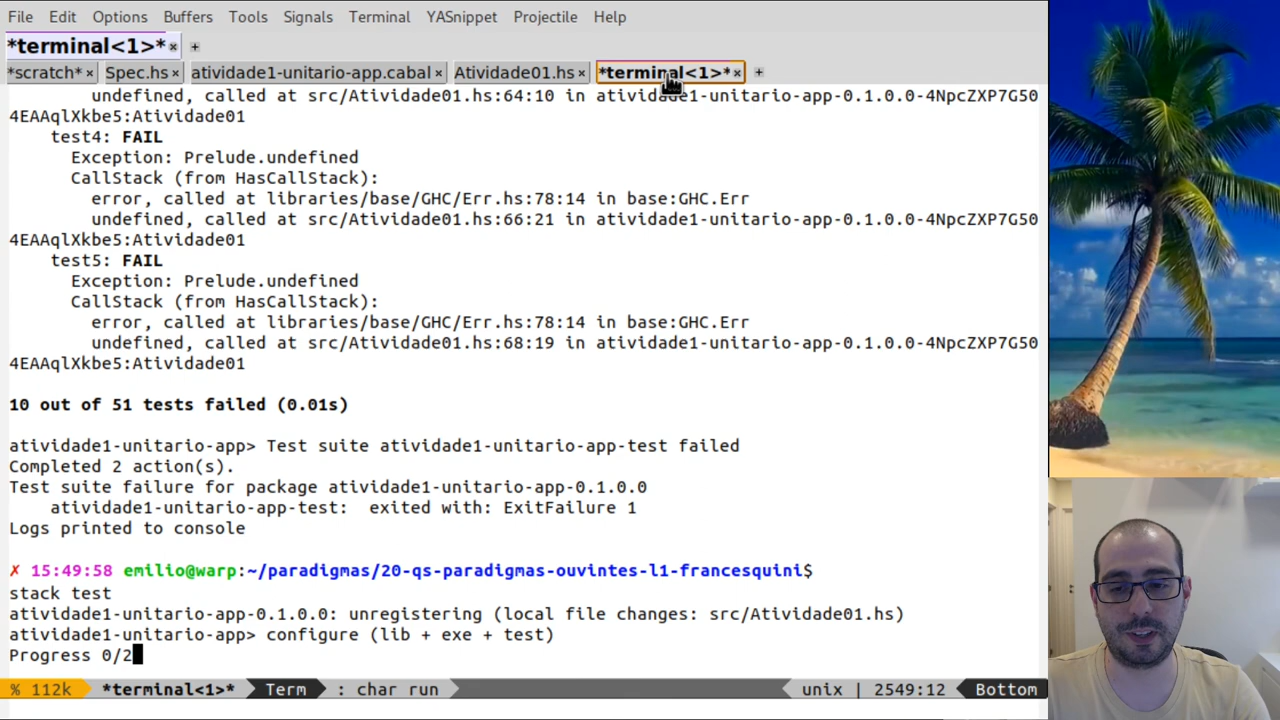 File Edit Options Buffers Tools Signals Terminal YASnippet Projectile Help
*terminal<1>* × +
*scratch* × Spec.hs × atividade1-unitario-app.cabal × Atividade01.hs × *terminal<1>* × +
undefined, called at src/Atividade01.hs:64:10 in atividade1-unitario-app-0.1.0.0-4NpcZXP7G50
4EAAqlXkbe5:Atividade01
test4: FAIL
Exception: Prelude.undefined
CallStack (from HasCallStack):
error, called at libraries/base/GHC/Err.hs:78:14 in base:GHC.Err
undefined, called at src/Atividade01.hs:66:21 in atividade1-unitario-app-0.1.0.0-4NpcZXP7G50
4EAAqlXkbe5:Atividade01
test5: FAIL
Exception: Prelude.undefined
CallStack (from HasCallStack):
error, called at libraries/base/GHC/Err.hs:78:14 in base:GHC.Err
undefined, called at src/Atividade01.hs:68:19 in atividade1-unitario-app-0.1.0.0-4NpcZXP7G50
4EAAqlXkbe5:Atividade01
10 out of 51 tests failed (0.01s)
atividade1-unitario-app> Test suite atividade1-unitario-app-test failed
Completed 2 action(s).
Test suite failure for package atividade1-unitario-app-0.1.0.0
atividade1-unitario-app-test: exited with: ExitFailure 1
Logs printed to console
✗ 15:49:58 emilio@warp:~/paradigmas/20-qs-paradigmas-ouvintes-l1-francesquini$
stack test
atividade1-unitario-app-0.1.0.0: unregistering (local file changes: src/Atividade01.hs)
atividade1-unitario-app> configure (lib + exe + test)
Progress 0/2
% 112k *terminal<1>* Term : char run unix | 2549:12 Bottom